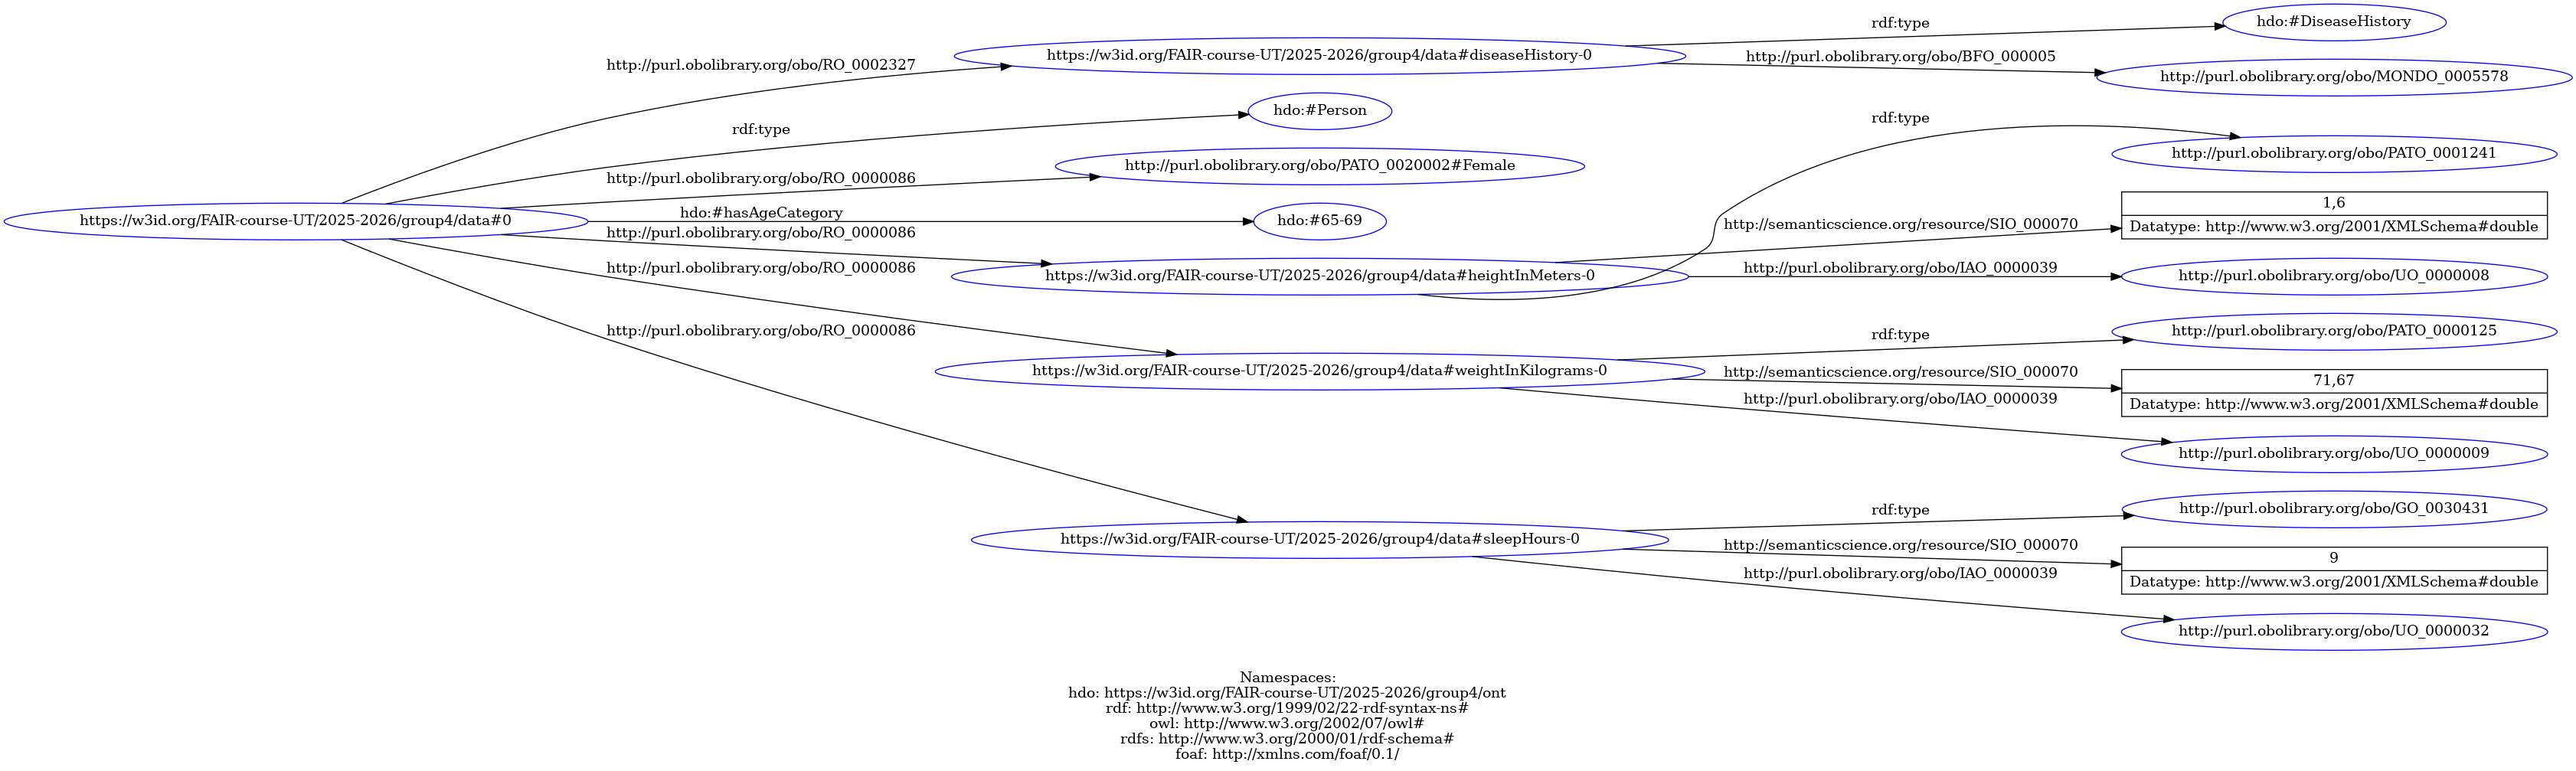 rdf:type
hdo:#DiseaseHistory
https://w3id.org/FAIR-course-UT/2025-2026/group4/data#diseaseHistory-0
http://purl.obolibrary.org/obo/BFO_000005
http://purl.obolibrary.org/obo/RO_0002327
http://purl.obolibrary.org/obo/MONDO_0005578
hdo:#Person
rdf:type
rdf:type
http://purl.obolibrary.org/obo/PATO_0001241
http://purl.obolibrary.org/obo/PATO_0020002#Female
http://purl.obolibrary.org/obo/RO_0000086
1,6
Datatype: http://www.w3.org/2001/XMLSchema#double
http://semanticscience.org/resource/SIO_000070
hdo:#hasAgeCategory
https://w3id.org/FAIR-course-UT/2025-2026/group4/data#0
hdo:#65-69
http://purl.obolibrary.org/obo/RO_0000086
http://purl.obolibrary.org/obo/RO_0000086
https://w3id.org/FAIR-course-UT/2025-2026/group4/data#heightInMeters-0
http://purl.obolibrary.org/obo/IAO_0000039
http://purl.obolibrary.org/obo/UO_0000008
http://purl.obolibrary.org/obo/RO_0000086
rdf:type
http://purl.obolibrary.org/obo/PATO_0000125
https://w3id.org/FAIR-course-UT/2025-2026/group4/data#weightInKilograms-0
http://semanticscience.org/resource/SIO_000070
71,67
Datatype: http://www.w3.org/2001/XMLSchema#double
http://purl.obolibrary.org/obo/IAO_0000039
http://purl.obolibrary.org/obo/UO_0000009
rdf:type
http://purl.obolibrary.org/obo/GO_0030431
https://w3id.org/FAIR-course-UT/2025-2026/group4/data#sleepHours-0
http://semanticscience.org/resource/SIO_000070
9
Datatype: http://www.w3.org/2001/XMLSchema#double
http://purl.obolibrary.org/obo/IAO_0000039
http://purl.obolibrary.org/obo/UO_0000032
Namespaces:
hdo: https://w3id.org/FAIR-course-UT/2025-2026/group4/ont
rdf: http://www.w3.org/1999/02/22-rdf-syntax-ns#
owl: http://www.w3.org/2002/07/owl#
rdfs: http://www.w3.org/2000/01/rdf-schema#
foaf: http://xmlns.com/foaf/0.1/